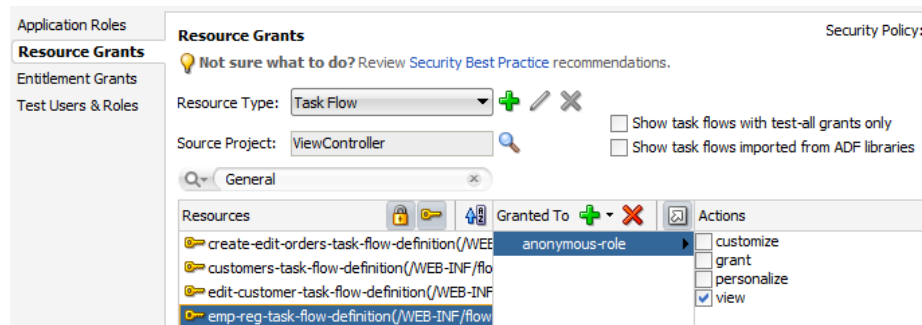 Application Roles
Resource Grants
Entitlement Grants
Test Users & Roles
Resource Grants
Security Policy:
Not sure what to do? Review Security Best Practice recommendations.
Resource Type: Task Flow
Source Project: ViewController
Show task flows with test-all grants only
Show task flows imported from ADF libraries
General
Resources
Granted To
Actions
create-edit-orders-task-flow-definition(/WEB
customers-task-flow-definition(/WEB-INF/flo
edit-customer-task-flow-definition(/WEB-INF
emp-reg-task-flow-definition(/WEB-INF/flow
anonymous-role
customize
grant
personalize
view